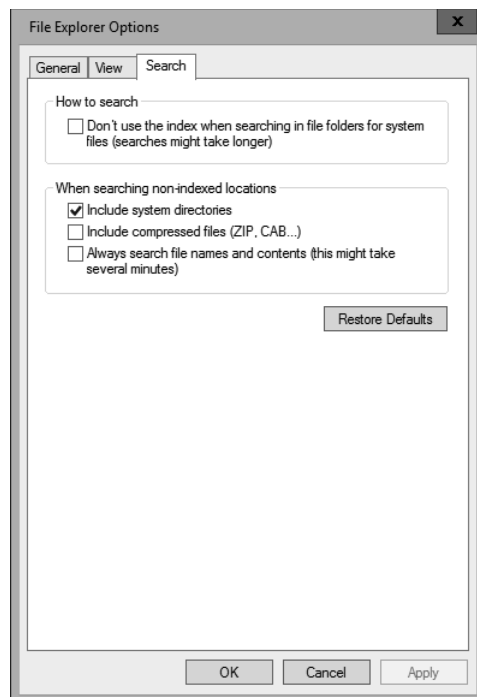 File Explorer Options
x
General
View
Search
How to search
Don't use the index when searching in file folders for system
files (searches might take longer)
When searching non-indexed locations
Include system directories
Include compressed files (ZIP, CAB...)
Always search file names and contents (this might take
several minutes)
Restore Defaults
OK
Cancel
Apply